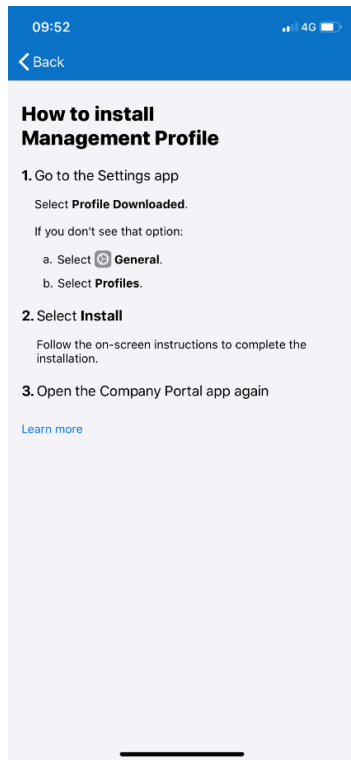 09:52 4G
Back
How to install
Management Profile
1. Go to the Settings app
Select Profile Downloaded.
If you don't see that option:
a. Select General.
b. Select Profiles.
2. Select Install
Follow the on-screen instructions to complete the
installation.
3. Open the Company Portal app again
Learn more